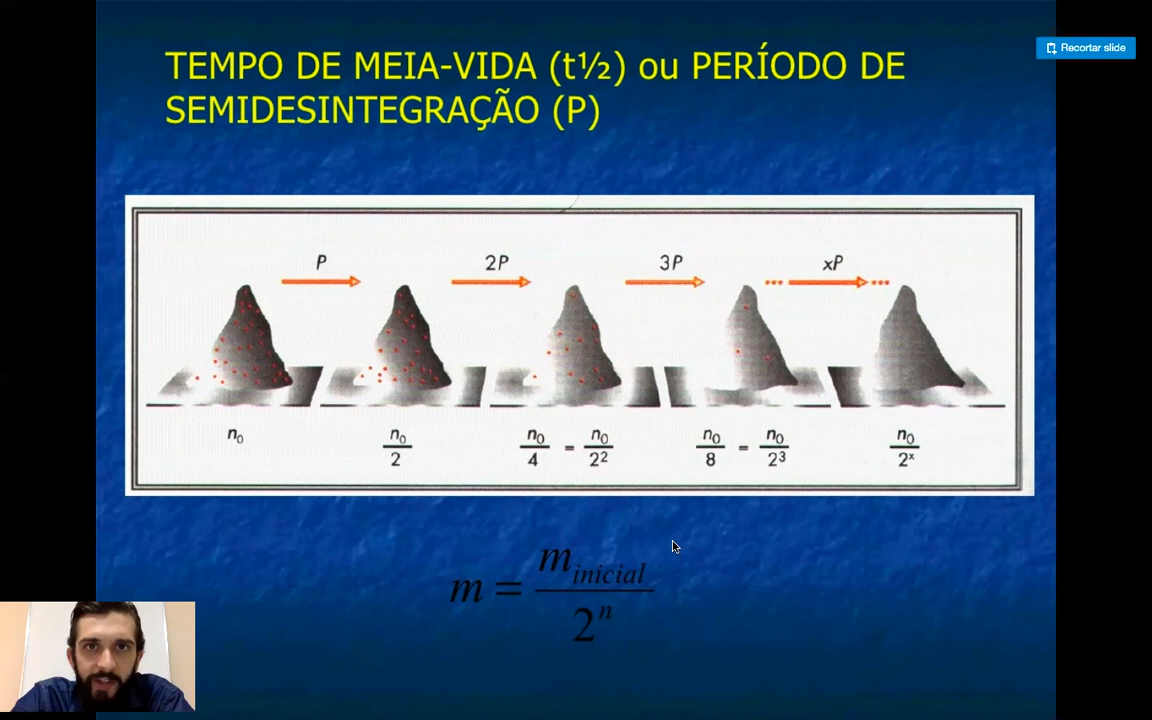 Recortar slide
TEMPO DE MEIA-VIDA (t½) ou PERÍODO DE
SEMIDESINTEGRAÇÃO (P)
P 2P 3P xP
n₀ n₀/2 n₀/4 = n₀/2² n₀/8 = n₀/2³ n₀/2ˣ
m = m_inicial/2ⁿ